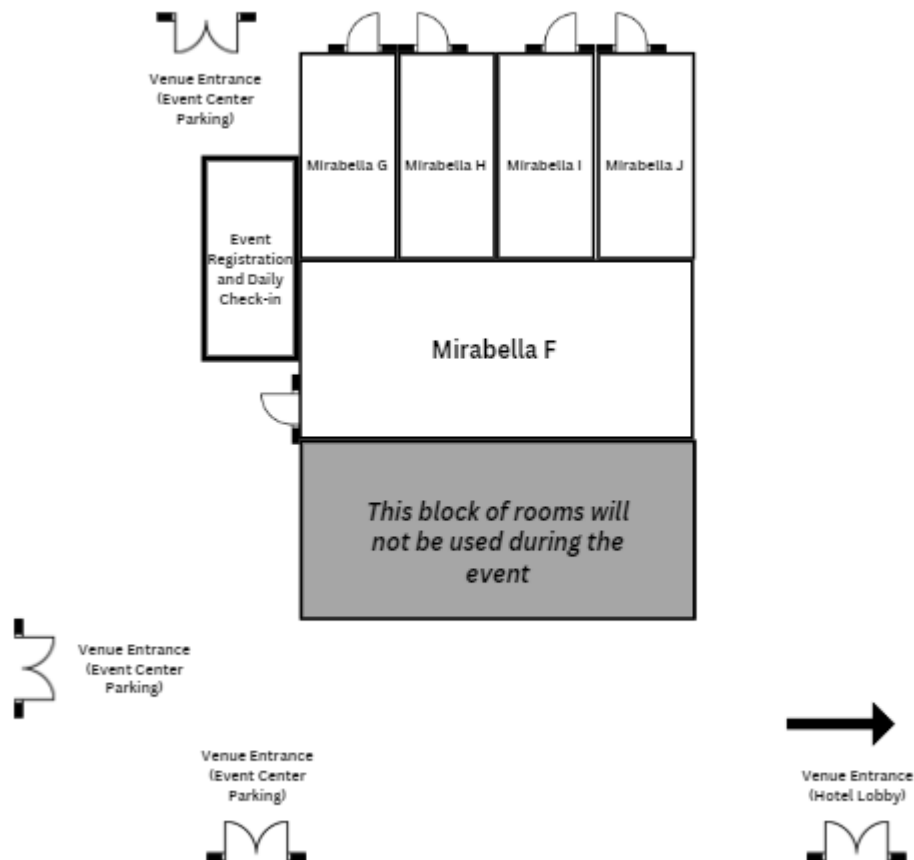 Venue Entrance
(Event Center
Parking)
Mirabella G
Mirabella H
Mirabella I
Mirabella J
Event
Registration
and Daily
Check-in
Mirabella F
This block of rooms will
not be used during the
event
Venue Entrance
(Event Center
Parking)
Venue Entrance
(Event Center
Parking)
Venue Entrance
(Hotel Lobby)